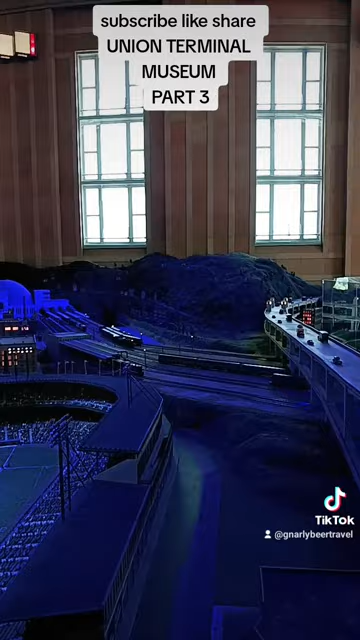 subscribe like share
UNION TERMINAL
MUSEUM
PART 3
TikTok
@gnarlybeertravel